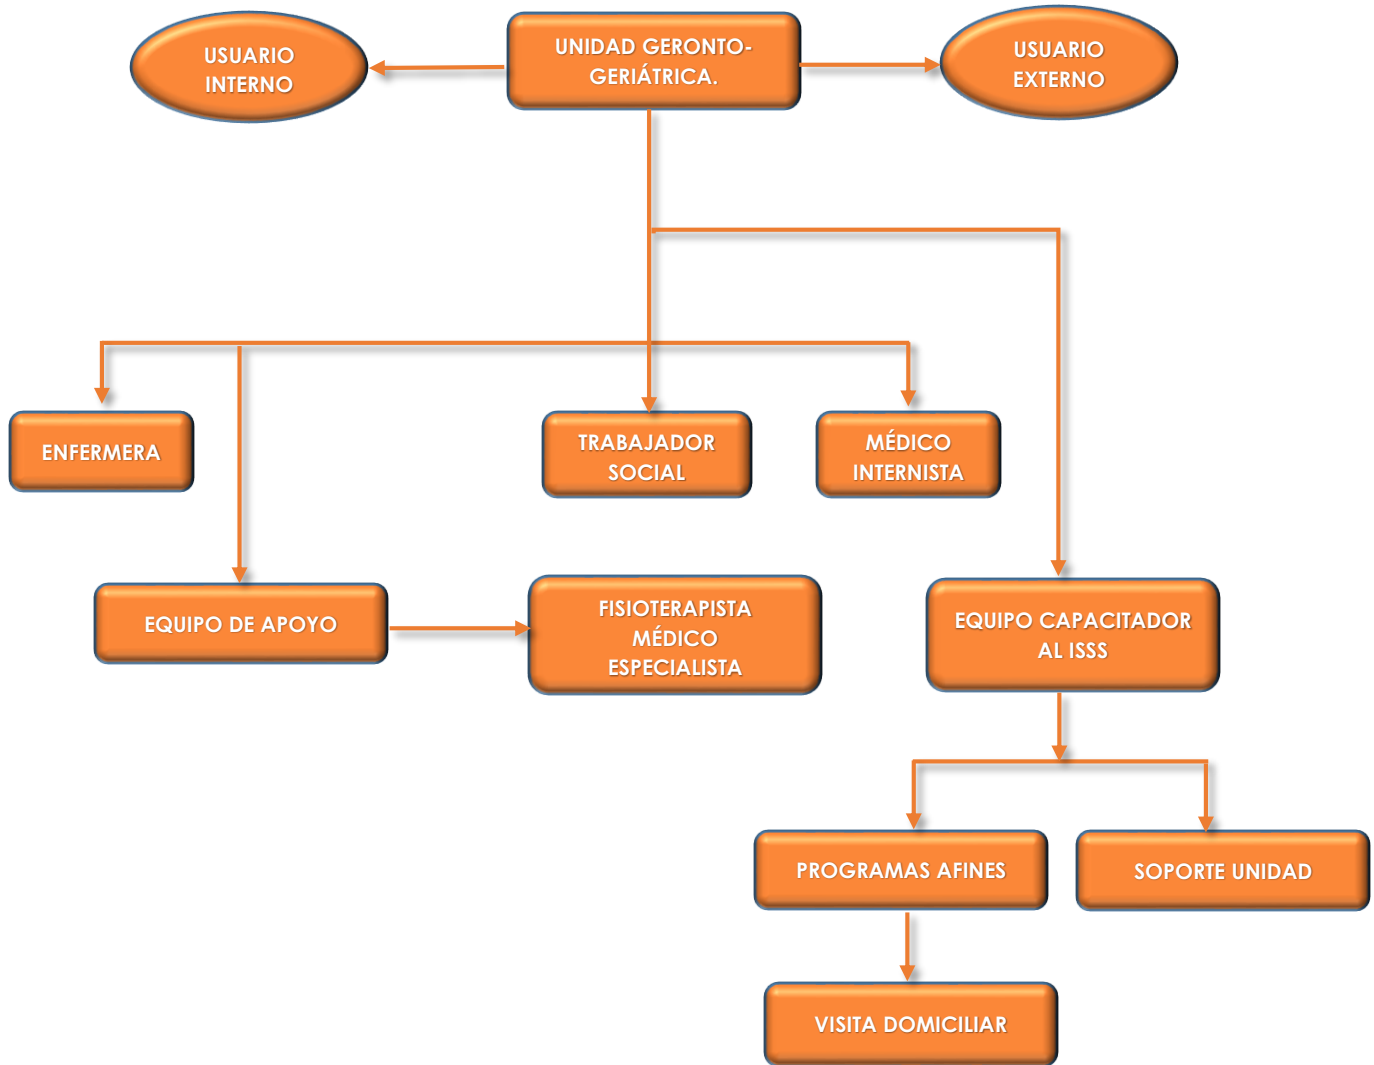 USUARIO
INTERNO
UNIDAD GERONTO-
GERIÁTRICA.
USUARIO
EXTERNO
ENFERMERA
TRABAJADOR
SOCIAL
MÉDICO
INTERNISTA
EQUIPO DE APOYO
FISIOTERAPISTA
MÉDICO
ESPECIALISTA
EQUIPO CAPACITADOR
AL ISSS
PROGRAMAS AFINES
SOPORTE UNIDAD
VISITA DOMICILIAR